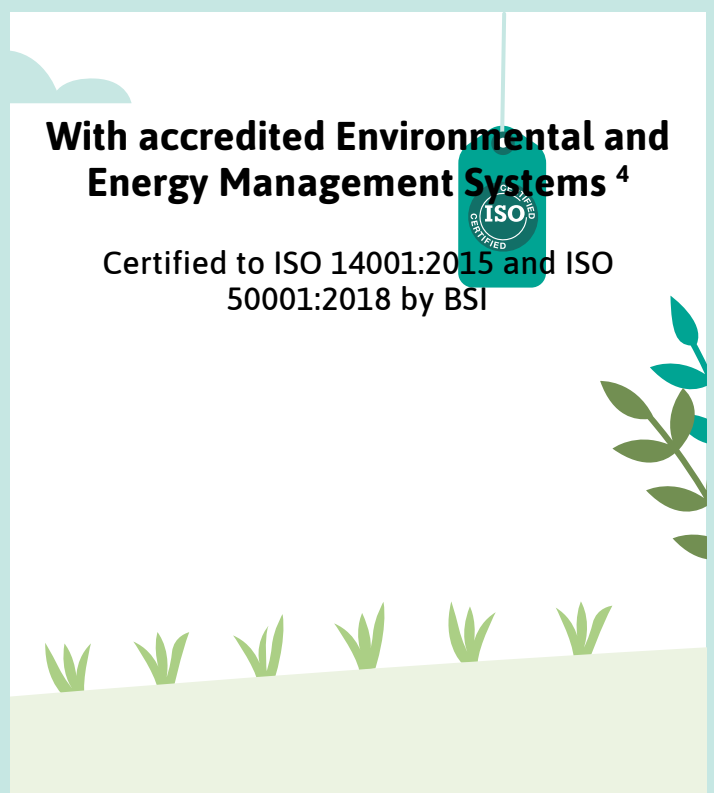 With accredited Environmental and
Energy Management Systems ⁴
CERTIFIED
ISO
CERTIFIED
Certified to ISO 14001:2015 and ISO
50001:2018 by BSI